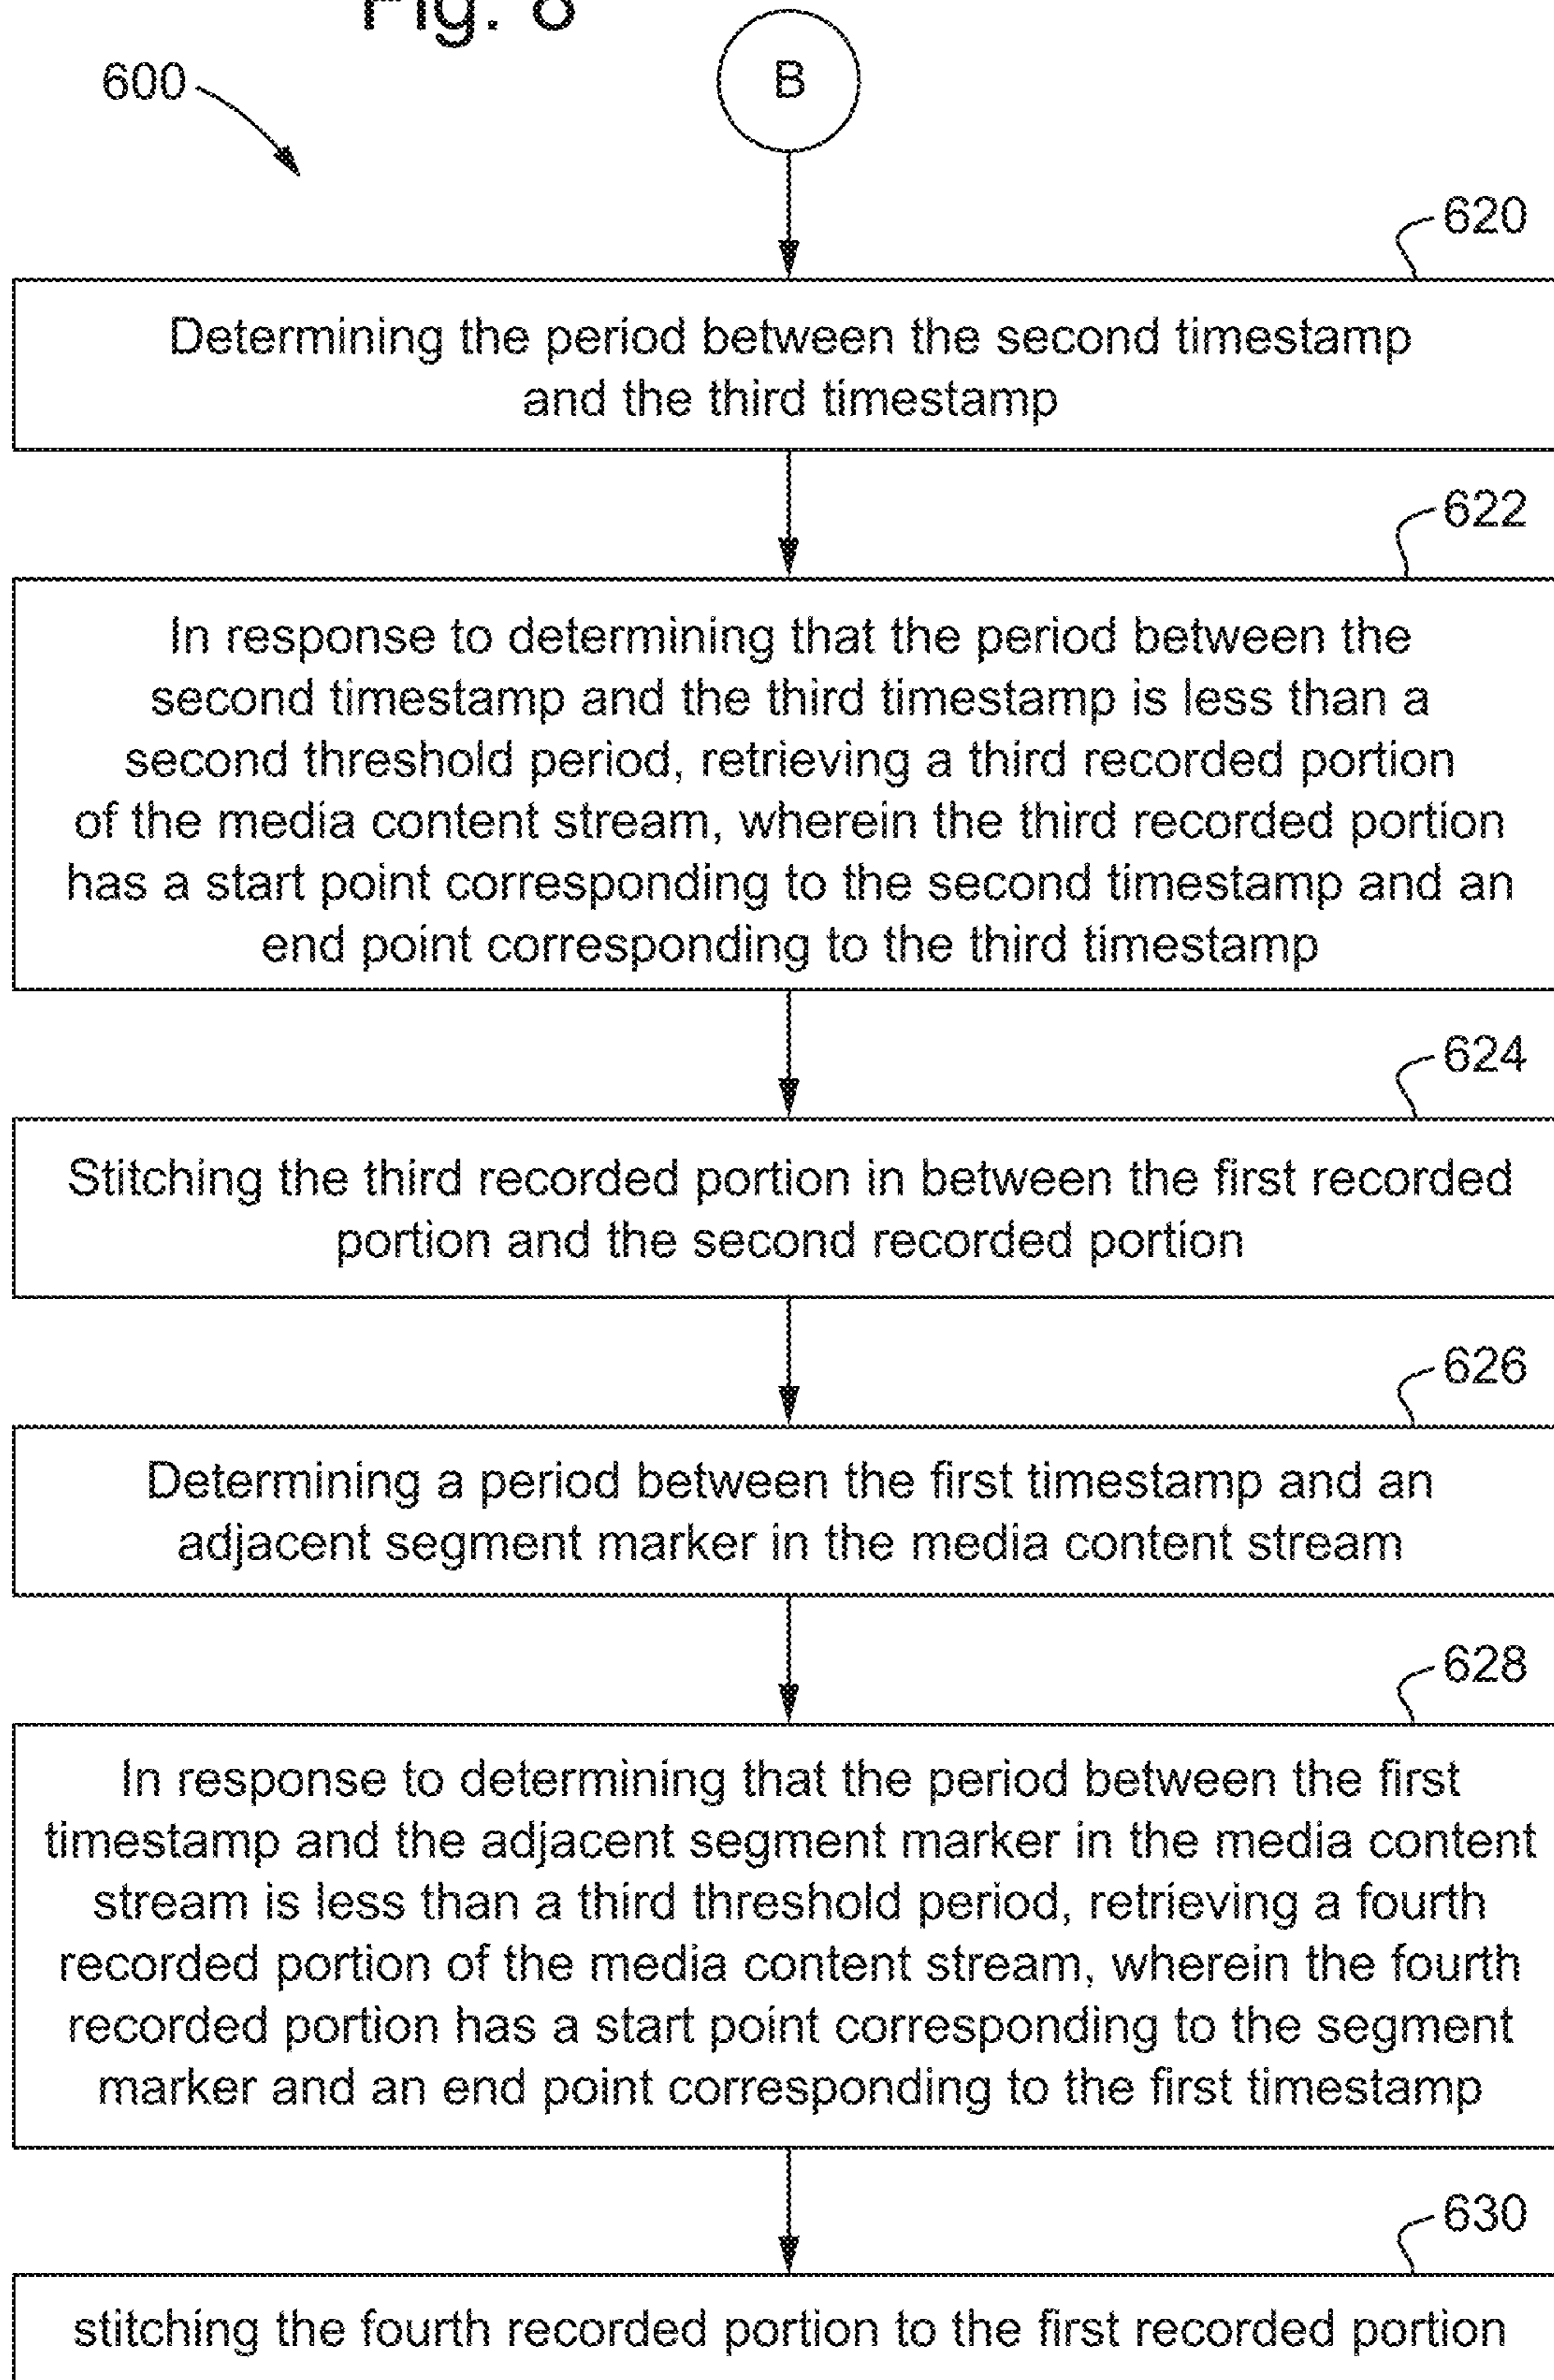 Fig. 8
600
B
620
Determining the period between the second timestamp
and the third timestamp
622
In response to determining that the period between the
second timestamp and the third timestamp is less than a
second threshold period, retrieving a third recorded portion
of the media content stream, wherein the third recorded portion
has a start point corresponding to the second timestamp and an
end point corresponding to the third timestamp
624
Stitching the third recorded portion in between the first recorded
portion and the second recorded portion
626
Determining a period between the first timestamp and an
adjacent segment marker in the media content stream
628
In response to determining that the period between the first
timestamp and the adjacent segment marker in the media content
stream is less than a third threshold period, retrieving a fourth
recorded portion of the media content stream, wherein the fourth
recorded portion has a start point corresponding to the segment
marker and an end point corresponding to the first timestamp
630
stitching the fourth recorded portion to the first recorded portion